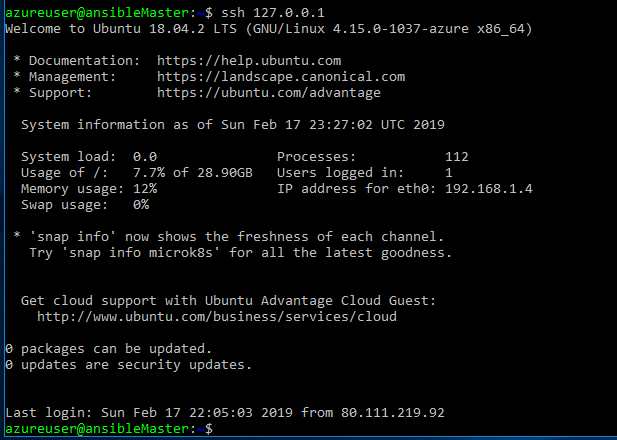 azureuser@ansibleMaster:~$ ssh 127.0.0.1
Welcome to Ubuntu 18.04.2 LTS (GNU/Linux 4.15.0-1037-azure x86_64)
* Documentation:  https://help.ubuntu.com
* Management:     https://landscape.canonical.com
* Support:        https://ubuntu.com/advantage
System information as of Sun Feb 17 23:27:02 UTC 2019
System load:  0.0               Processes:           112
Usage of /:   7.7% of 28.90GB   Users logged in:     1
Memory usage: 12%               IP address for eth0: 192.168.1.4
Swap usage:   0%
* 'snap info' now shows the freshness of each channel.
Try 'snap info microk8s' for all the latest goodness.
Get cloud support with Ubuntu Advantage Cloud Guest:
http://www.ubuntu.com/business/services/cloud
0 packages can be updated.
0 updates are security updates.
Last login: Sun Feb 17 22:05:03 2019 from 80.111.219.92
azureuser@ansibleMaster:~$